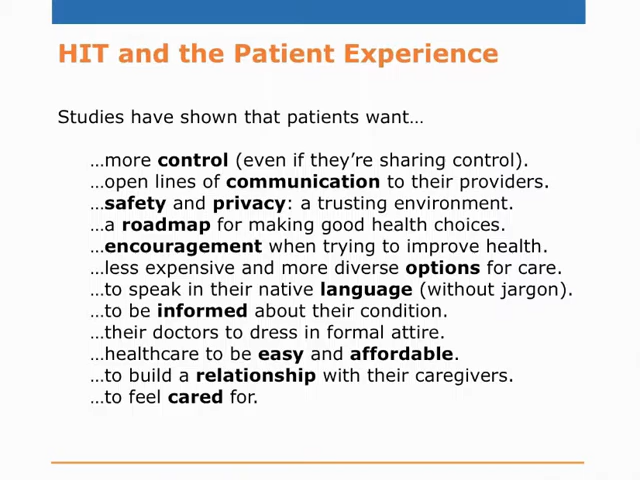 HIT and the Patient Experience
Studies have shown that patients want…
…more control (even if they’re sharing control).
…open lines of communication to their providers.
…safety and privacy: a trusting environment.
…a roadmap for making good health choices.
…encouragement when trying to improve health.
…less expensive and more diverse options for care.
…to speak in their native language (without jargon).
…to be informed about their condition.
…their doctors to dress in formal attire.
…healthcare to be easy and affordable.
…to build a relationship with their caregivers.
…to feel cared for.